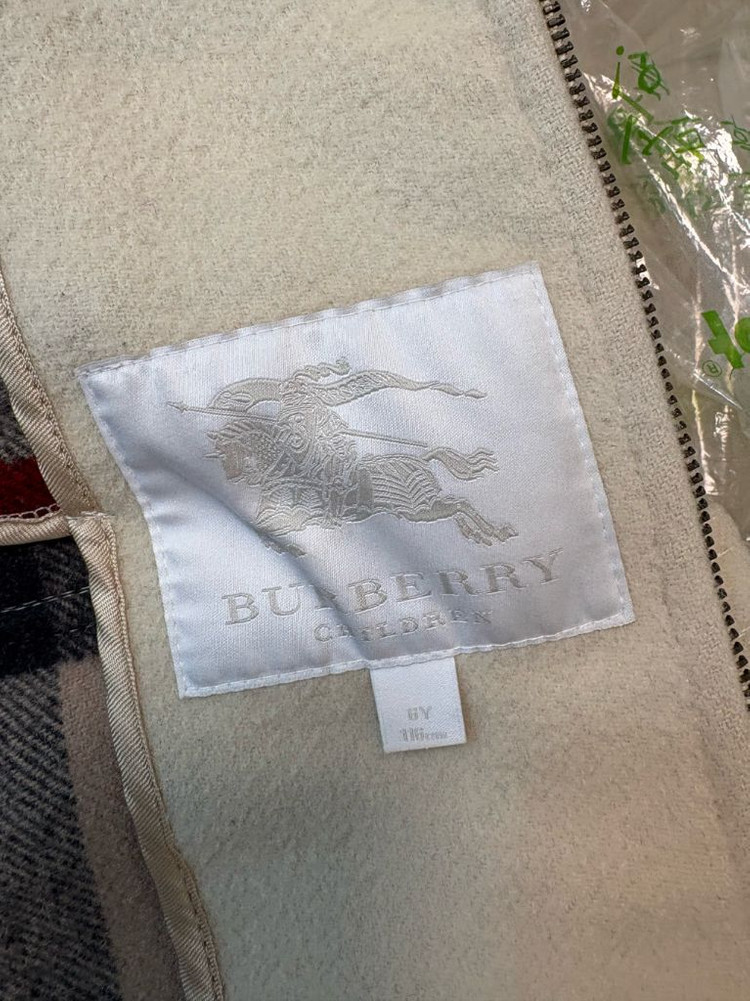 BURBERRY
CHILDREN
6Y
116cm
®